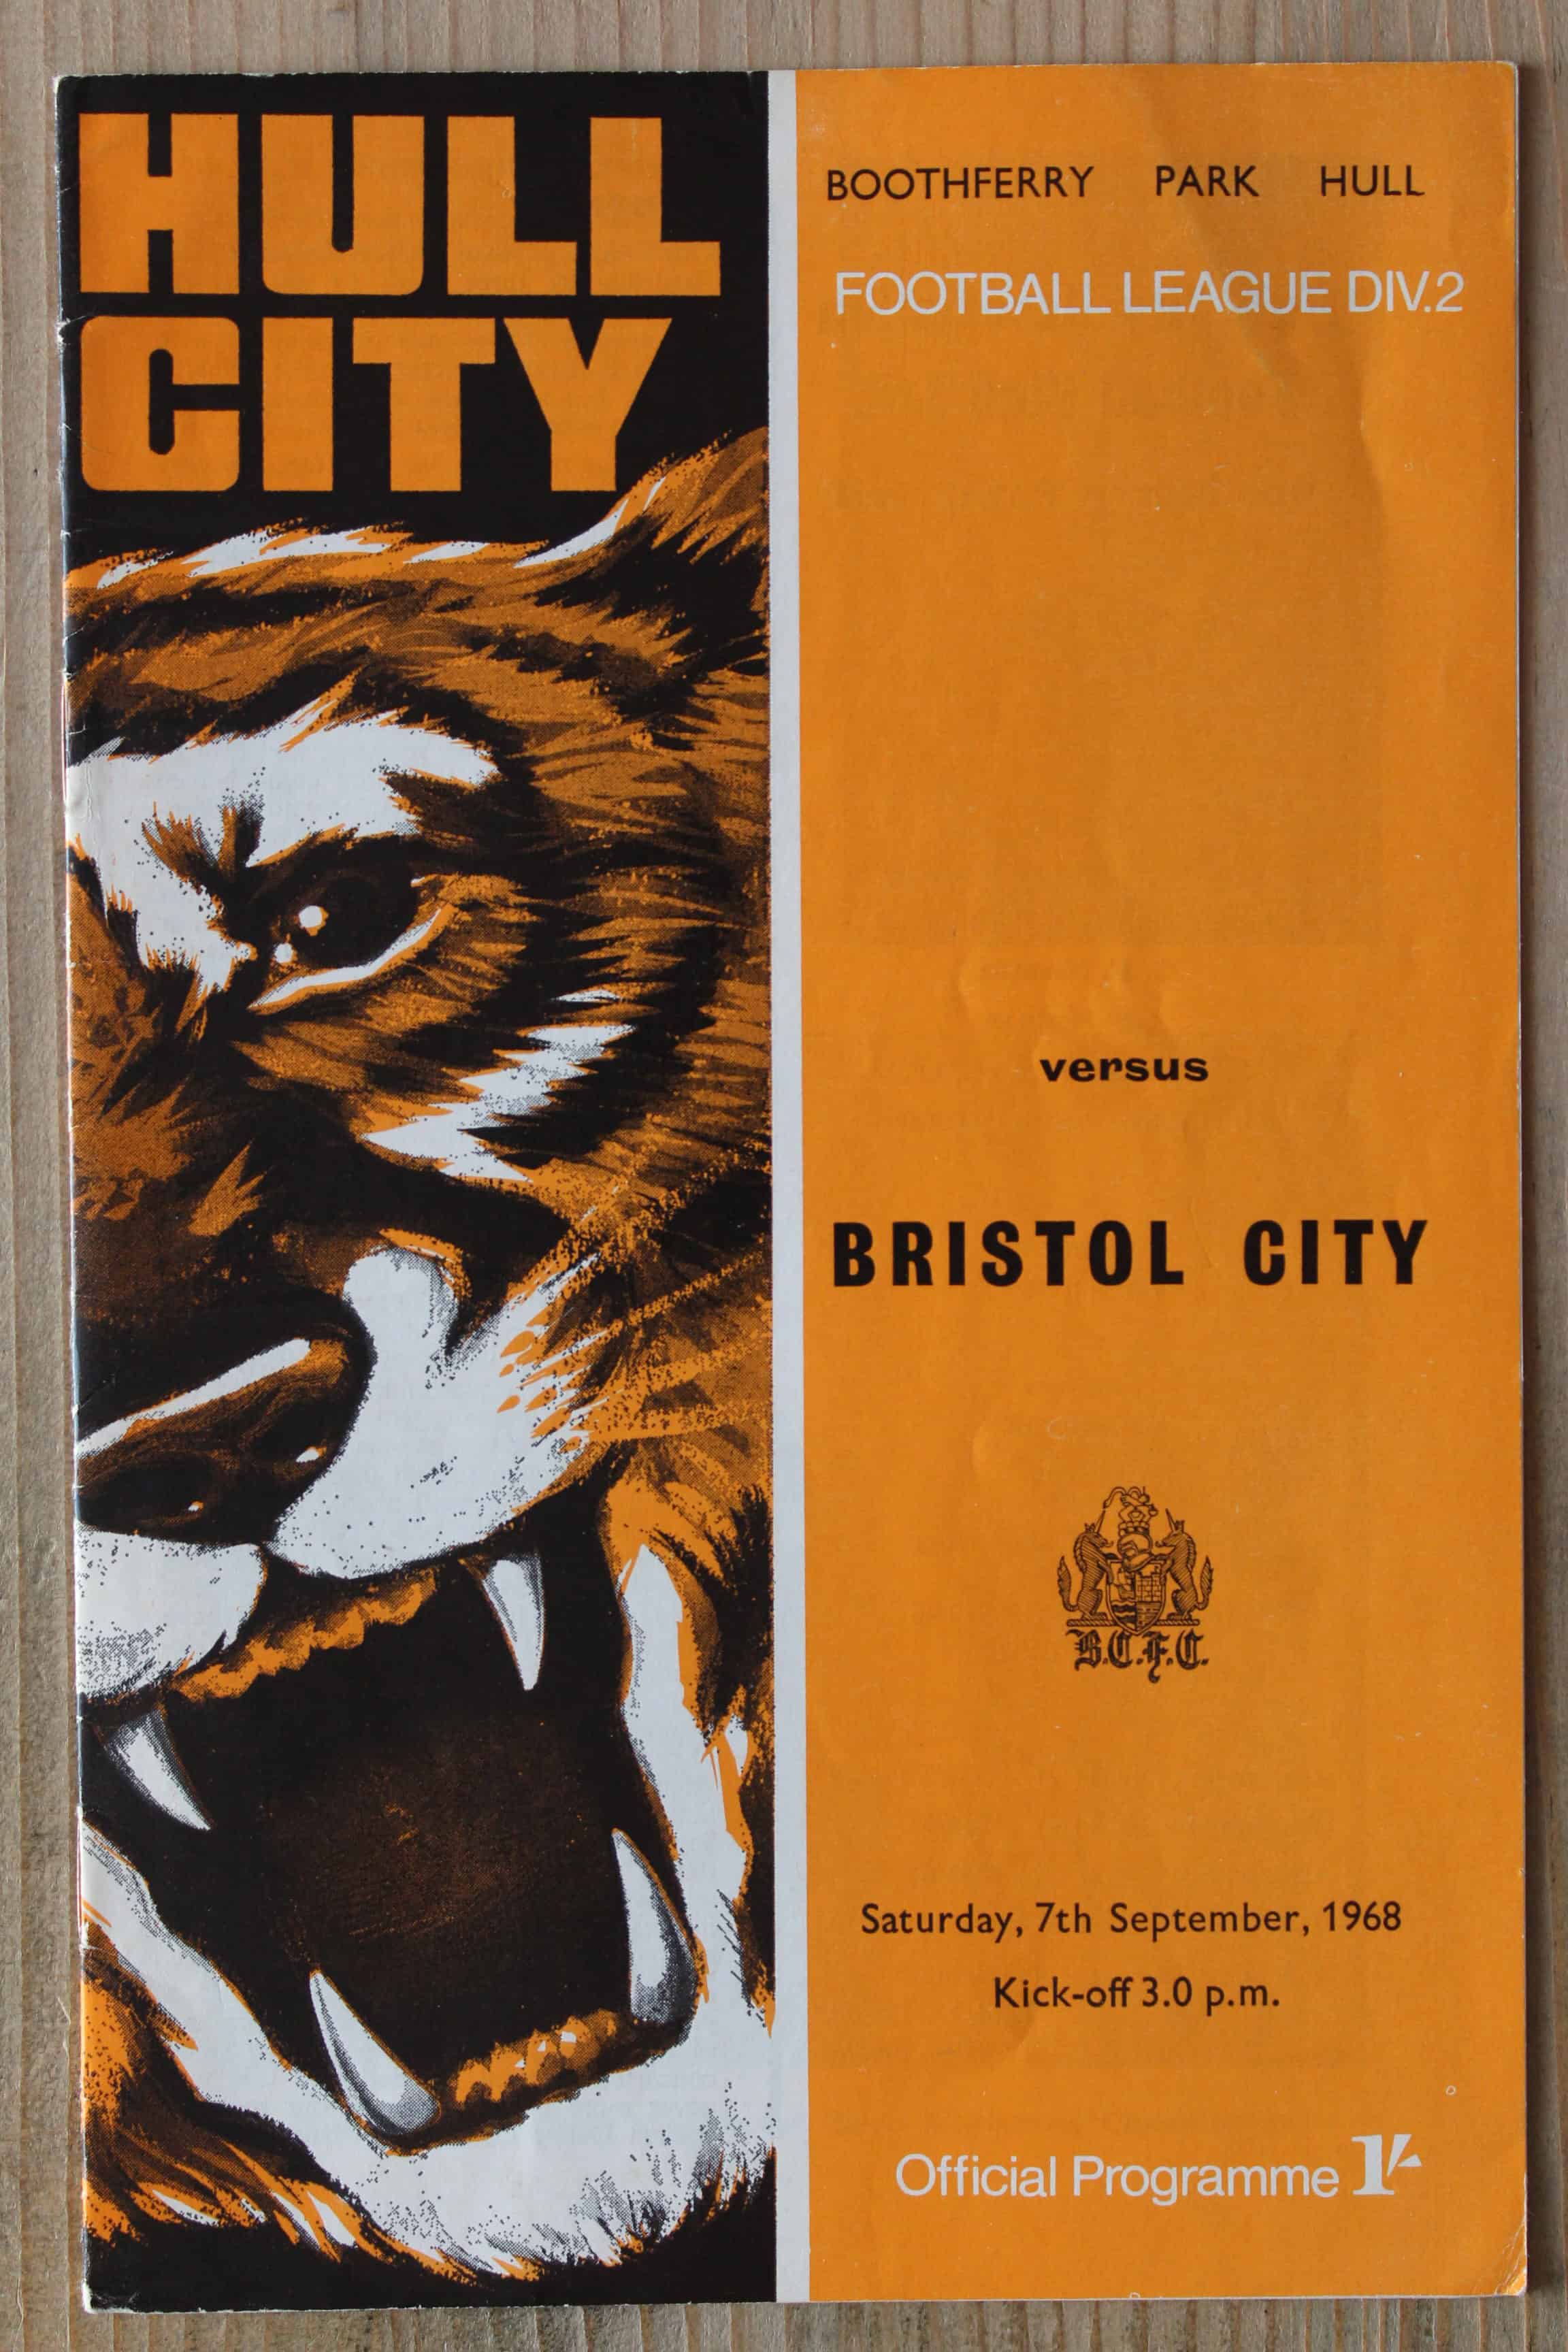 HULL
CITY
BOOTHFERRY PARK HULL
FOOTBALL LEAGUE DIV.2
versus
BRISTOL CITY
B.C.F.C.
Saturday, 7th September, 1968
Kick-off 3.0 p.m.
Official Programme 1/-